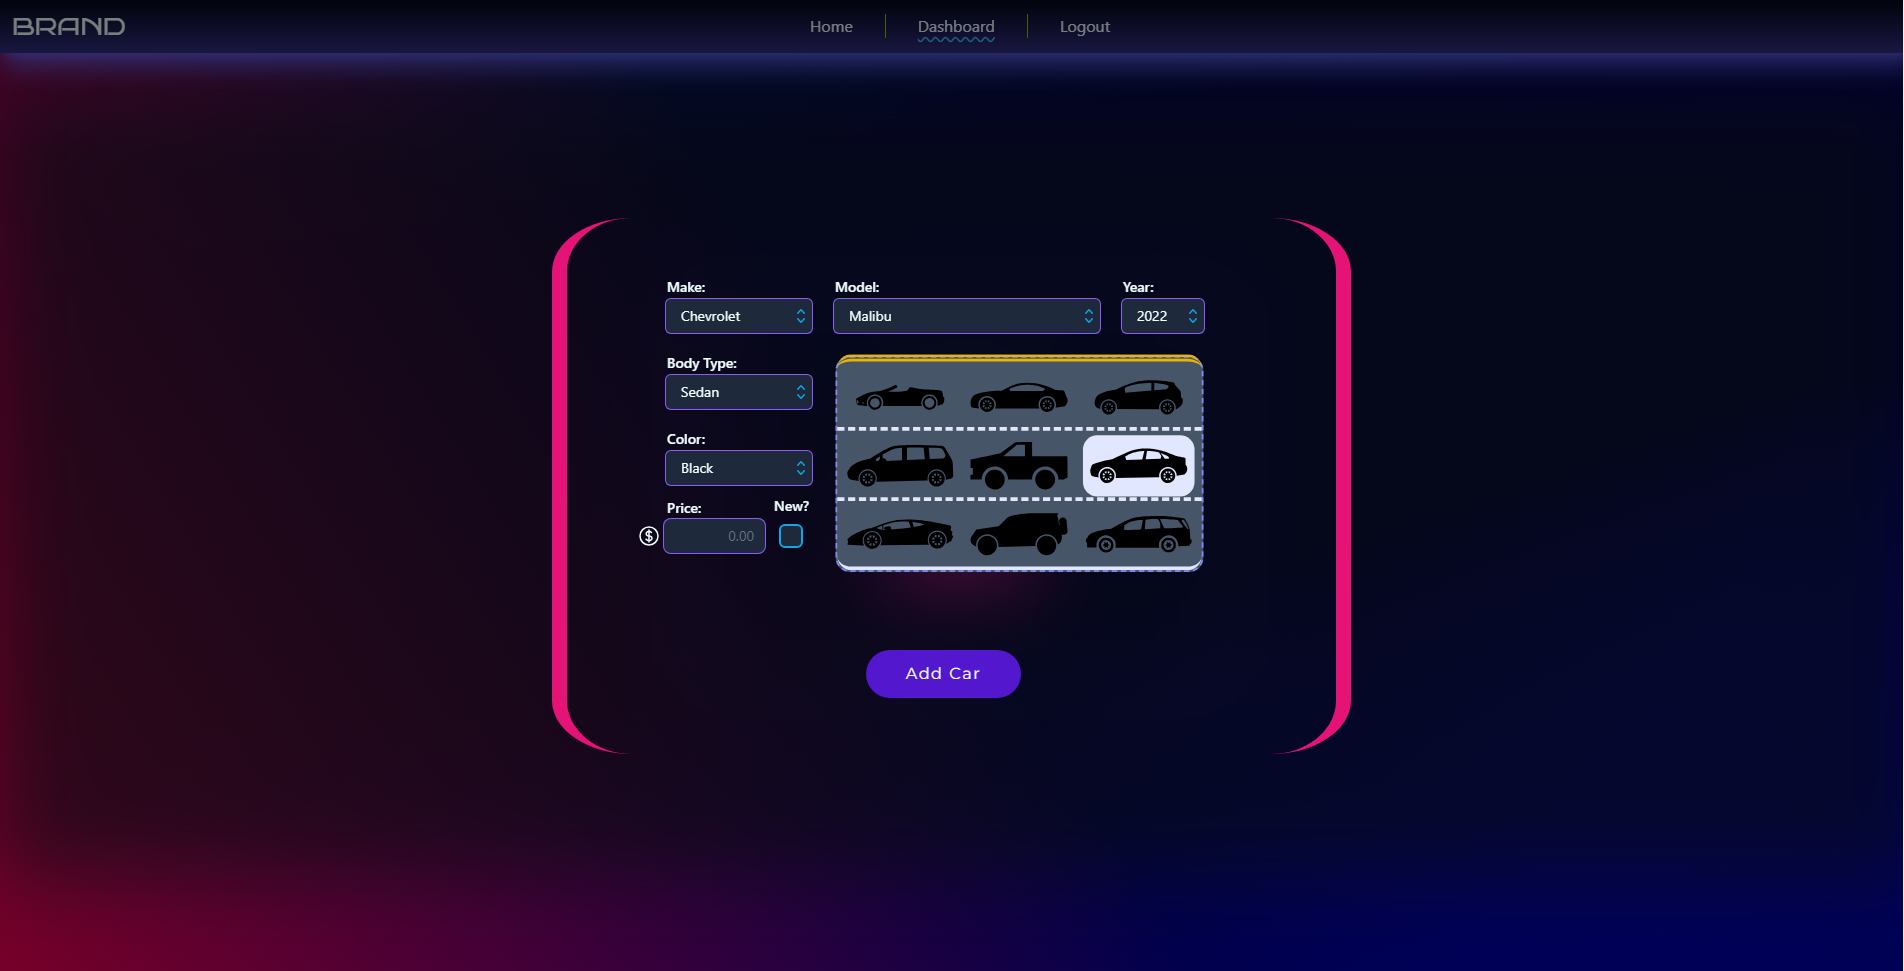 BRAND
Home
Dashboard
Logout
Make:
Model:
Year:
Chevrolet
Malibu
2022
Body Type:
Sedan
Color:
Black
Price:
New?
$
0.00
Add Car